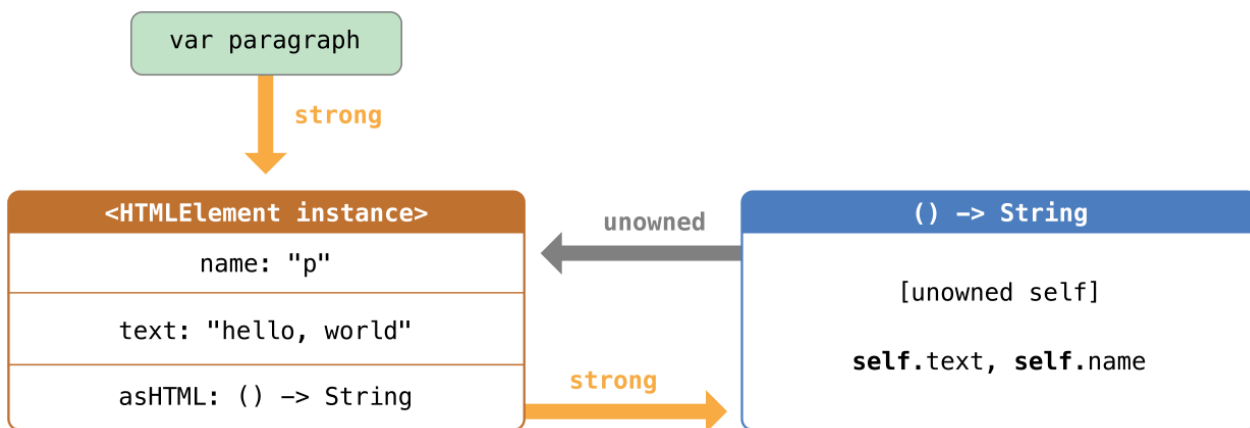 var paragraph
strong
<HTMLElement instance>
name: "p"
text: "hello, world"
asHTML: () -> String
unowned
strong
() -> String
[unowned self]
self.text, self.name